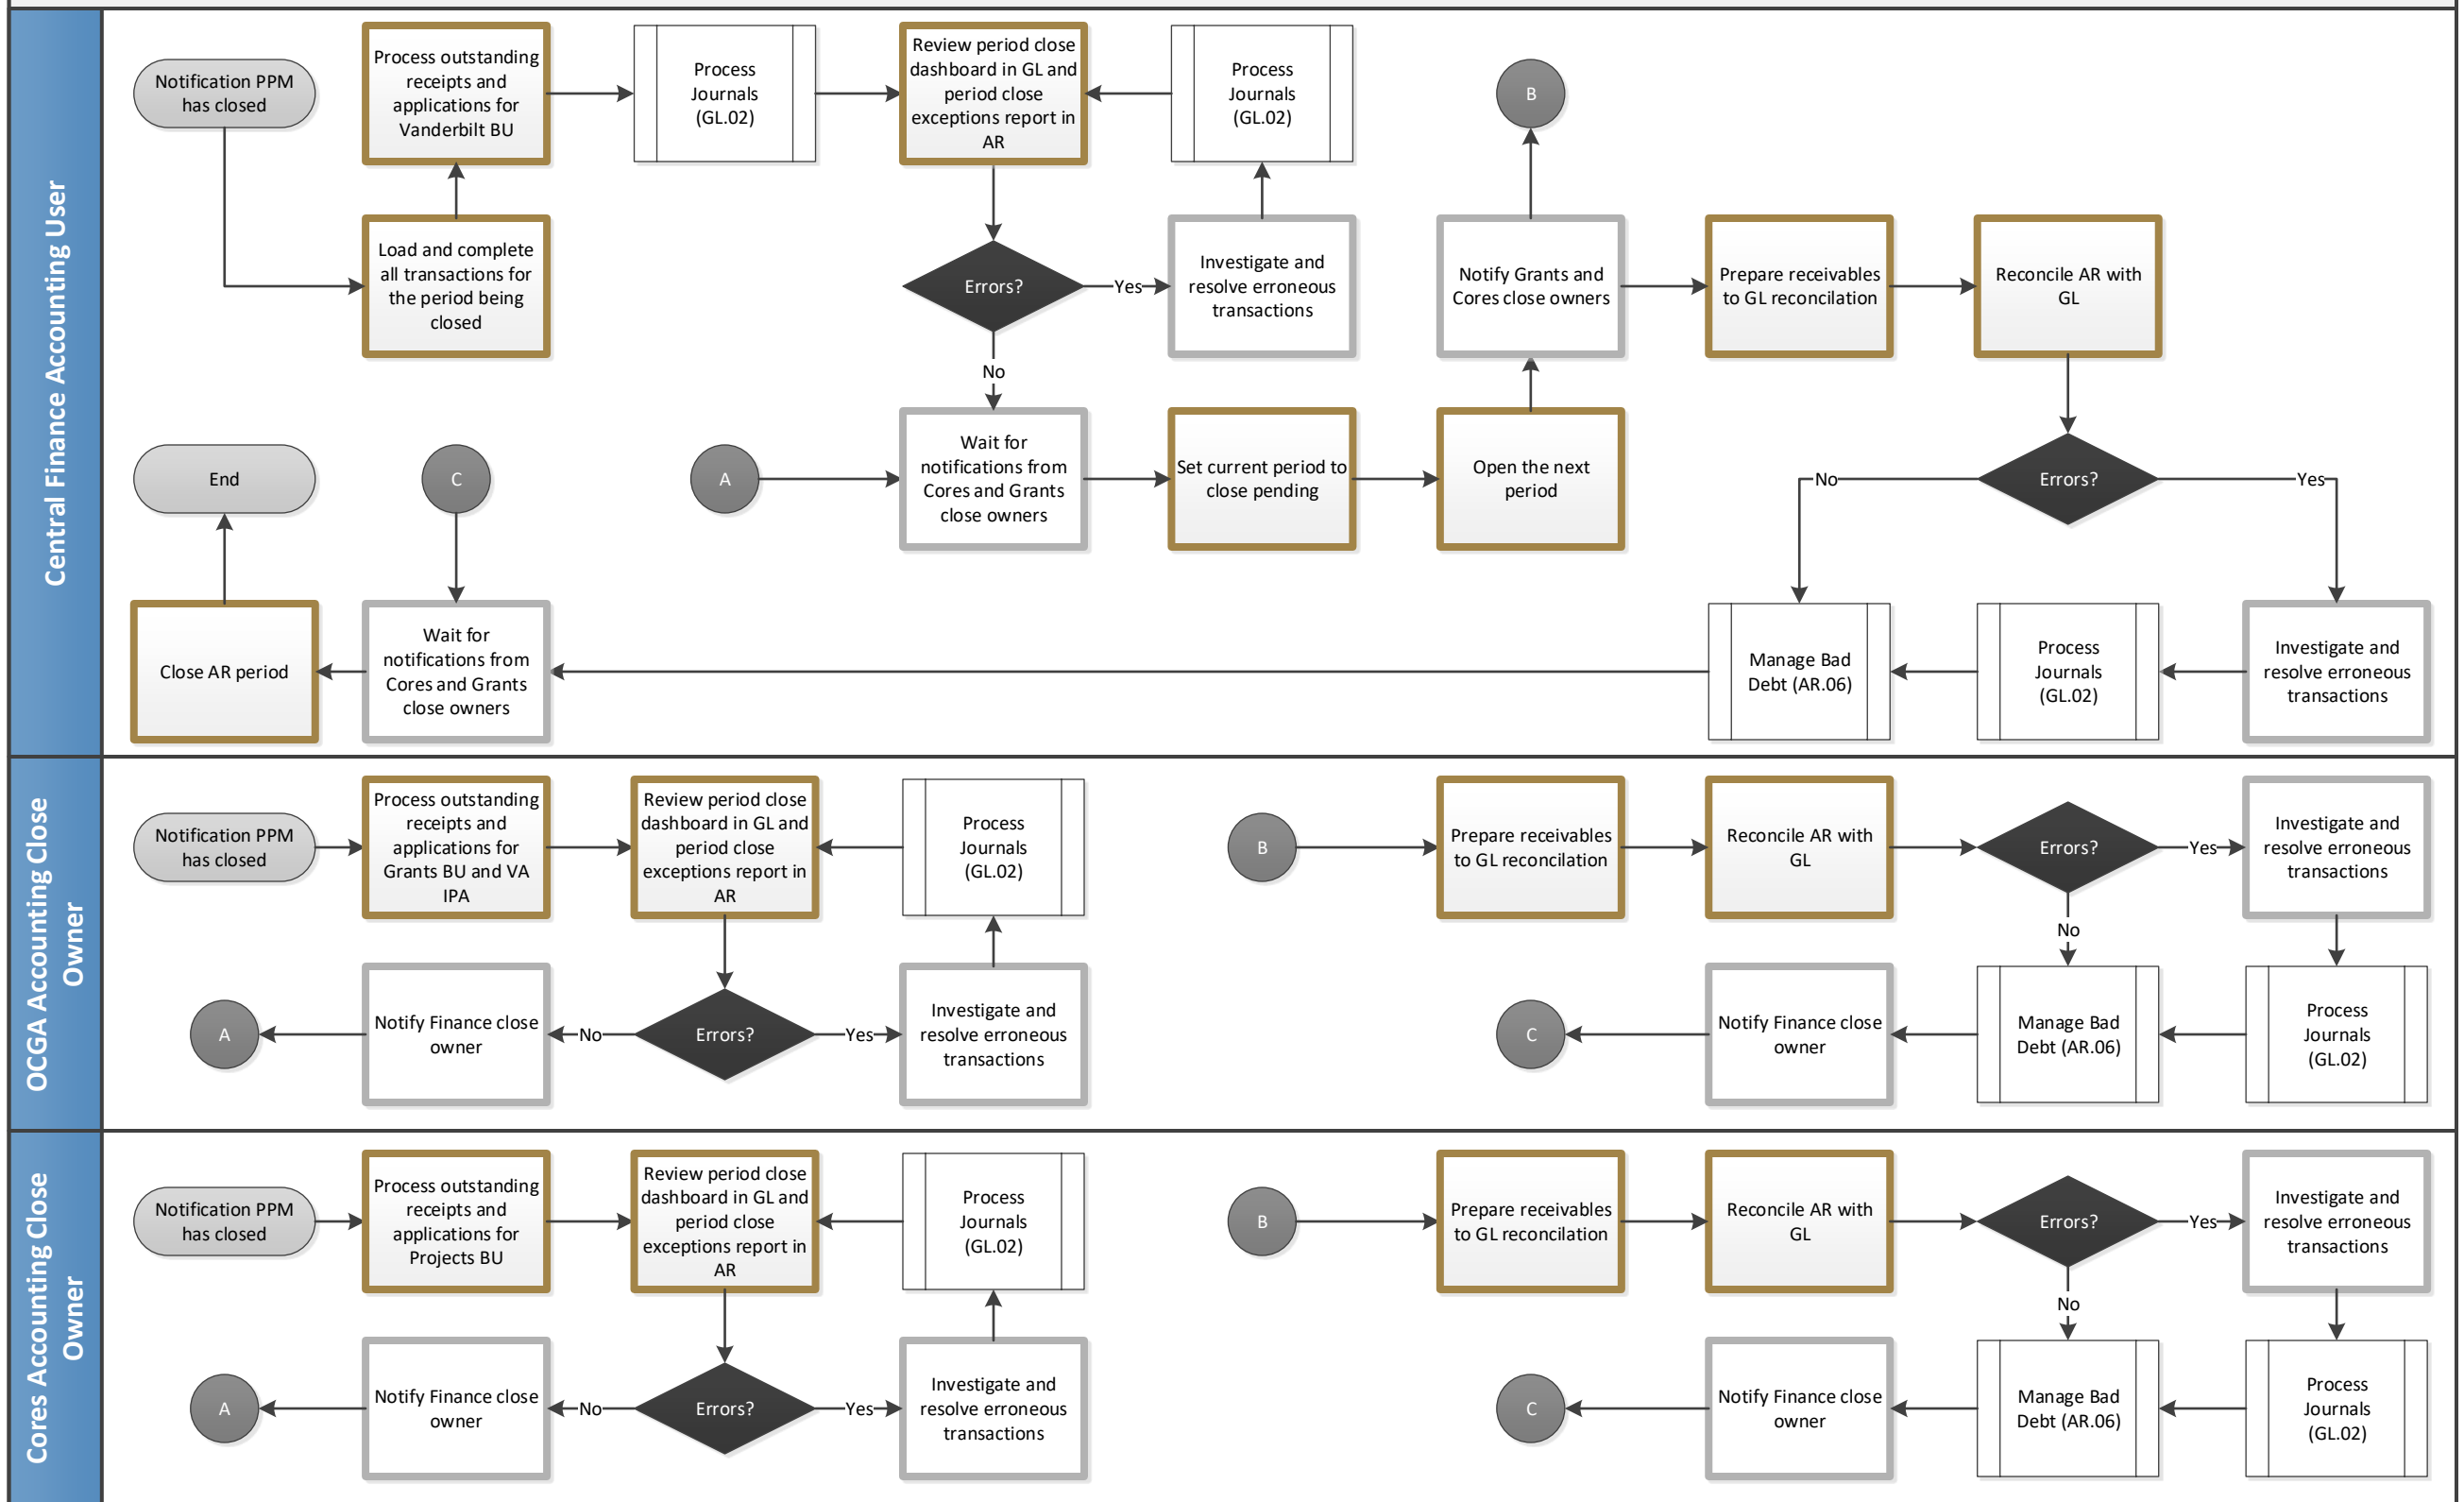 Central Finance Accounting User
Notification PPM
has closed
Process outstanding
receipts and
applications for
Vanderbilt BU
Process
Journals
(GL.02)
Review period close
dashboard in GL and
period close
exceptions report in
AR
Process
Journals
(GL.02)
B
Load and complete
all transactions for
the period being
closed
Errors?
Yes
Investigate and
resolve erroneous
transactions
Notify Grants and
Cores close owners
Prepare receivables
to GL reconcilation
Reconcile AR with
GL
No
End
C
A
Wait for
notifications from
Cores and Grants
close owners
Set current period to
close pending
Open the next
period
No
Errors?
Yes
Close AR period
Wait for
notifications from
Cores and Grants
close owners
Manage Bad
Debt (AR.06)
Process
Journals
(GL.02)
Investigate and
resolve erroneous
transactions
OCGA Accounting Close
Owner
Notification PPM
has closed
Process outstanding
receipts and
applications for
Grants BU and VA
IPA
Review period close
dashboard in GL and
period close
exceptions report in
AR
Process
Journals
(GL.02)
B
Prepare receivables
to GL reconcilation
Reconcile AR with
GL
Errors?
Yes
Investigate and
resolve erroneous
transactions
No
A
Notify Finance close
owner
No
Errors?
Yes
Investigate and
resolve erroneous
transactions
C
Notify Finance close
owner
Manage Bad
Debt (AR.06)
Process
Journals
(GL.02)
Cores Accounting Close
Owner
Notification PPM
has closed
Process outstanding
receipts and
applications for
Projects BU
Review period close
dashboard in GL and
period close
exceptions report in
AR
Process
Journals
(GL.02)
B
Prepare receivables
to GL reconcilation
Reconcile AR with
GL
Errors?
Yes
Investigate and
resolve erroneous
transactions
No
A
Notify Finance close
owner
No
Errors?
Yes
Investigate and
resolve erroneous
transactions
C
Notify Finance close
owner
Manage Bad
Debt (AR.06)
Process
Journals
(GL.02)